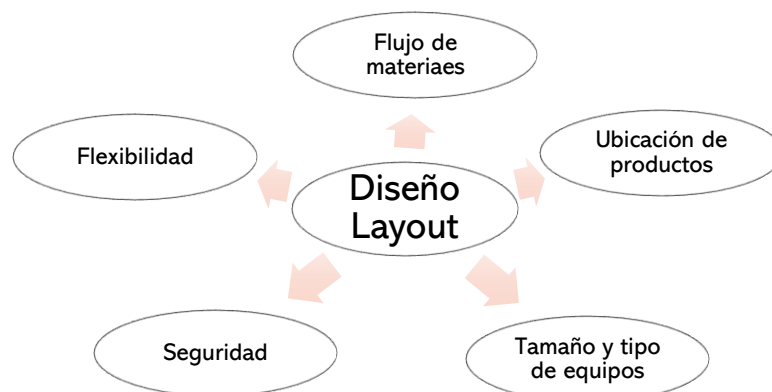 Flujo de
materiaes
Flexibilidad
Ubicación de
productos
Diseño
Layout
Seguridad
Tamaño y tipo
de equipos